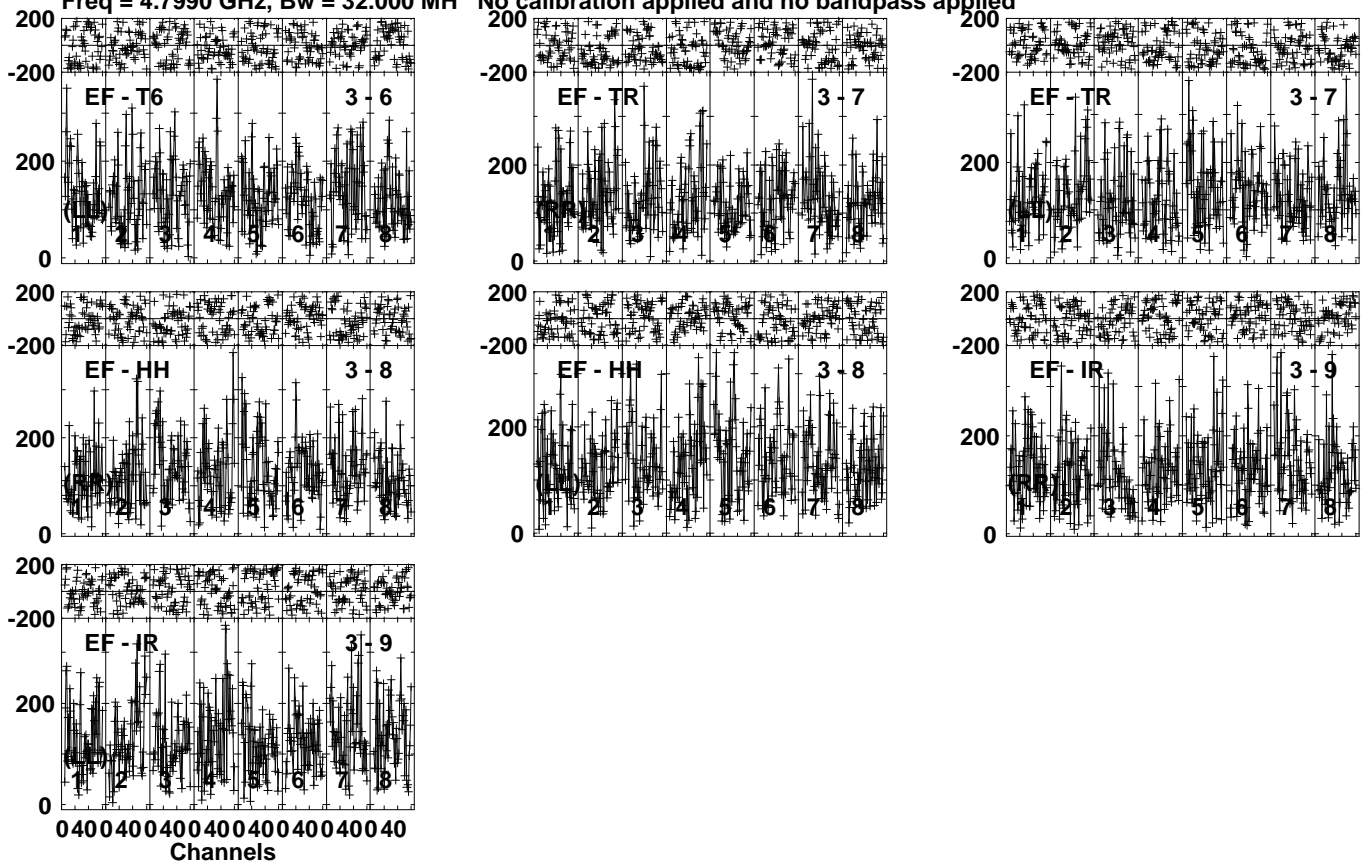 Freq = 4.7990 GHz, Bw = 32.000 MH No calibration applied and no bandpass applied
200
-200
EF - T6 3 - 6
200
(LL)
1 2 3 4 5 6 7 8
0
200
-200
EF - TR 3 - 7
200
(RR)
1 2 3 4 5 6 7 8
0
200
-200
EF - TR 3 - 7
200
(LL)
1 2 3 4 5 6 7 8
0
200
-200
EF - HH 3 - 8
200
(RR)
1 2 3 4 5 6 7 8
0
200
-200
EF - HH 3 - 8
200
(LL)
1 2 3 4 5 6 7 8
0
200
-200
EF - IR 3 - 9
200
(RR)
1 2 3 4 5 6 7 8
0
200
-200
EF - IR 3 - 9
200
(LL)
1 2 3 4 5 6 7 8
0
0 40 0 40 0 40 0 40 0 40 0 40 0 40 0 40
Channels